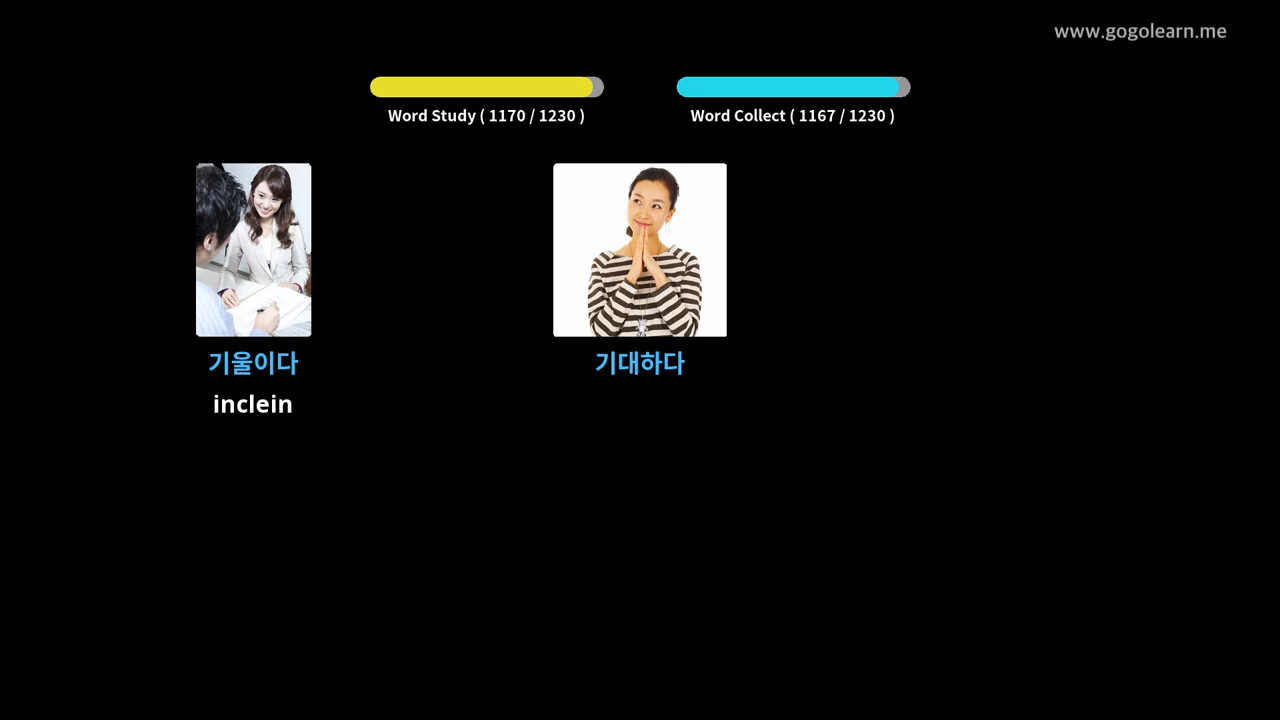 www.gogolearn.me
Word Study ( 1170 / 1230 )
Word Collect ( 1167 / 1230 )
기울이다
inclein
기대하다